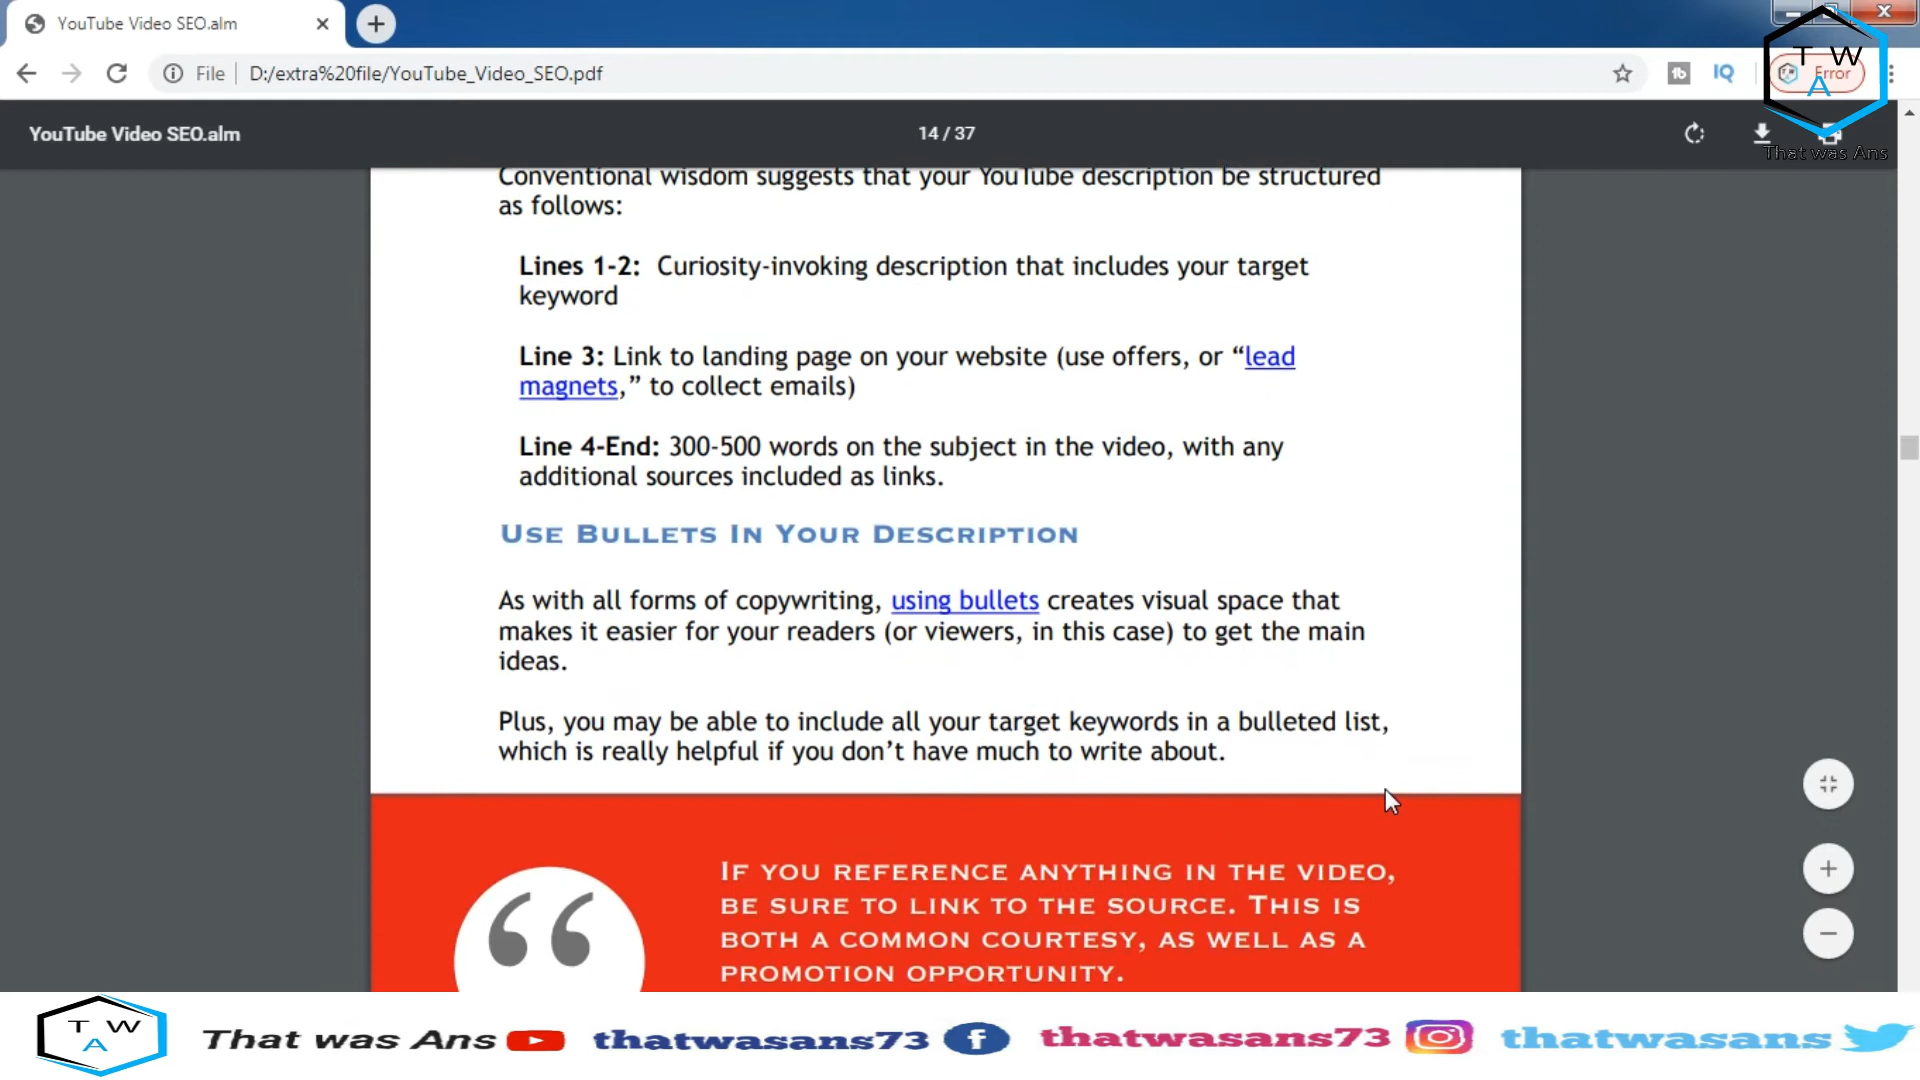 YouTube Video SEO.alm
File
D:/extra%20file/YouTube_Video_SEO.pdf
tb
IQ
Error
T W
A
That was Ans
YouTube Video SEO.alm
14 / 37
Conventional wisdom suggests that your YouTube description be structured
as follows:
Lines 1-2: Curiosity-invoking description that includes your target
keyword
Line 3: Link to landing page on your website (use offers, or “lead
magnets,” to collect emails)
Line 4-End: 300-500 words on the subject in the video, with any
additional sources included as links.
USE BULLETS IN YOUR DESCRIPTION
As with all forms of copywriting, using bullets creates visual space that
makes it easier for your readers (or viewers, in this case) to get the main
ideas.
Plus, you may be able to include all your target keywords in a bulleted list,
which is really helpful if you don’t have much to write about.
“
IF YOU REFERENCE ANYTHING IN THE VIDEO,
BE SURE TO LINK TO THE SOURCE. THIS IS
BOTH A COMMON COURTESY, AS WELL AS A
PROMOTION OPPORTUNITY.
T W
A
That was Ans
thatwasans73
thatwasans73
thatwasans